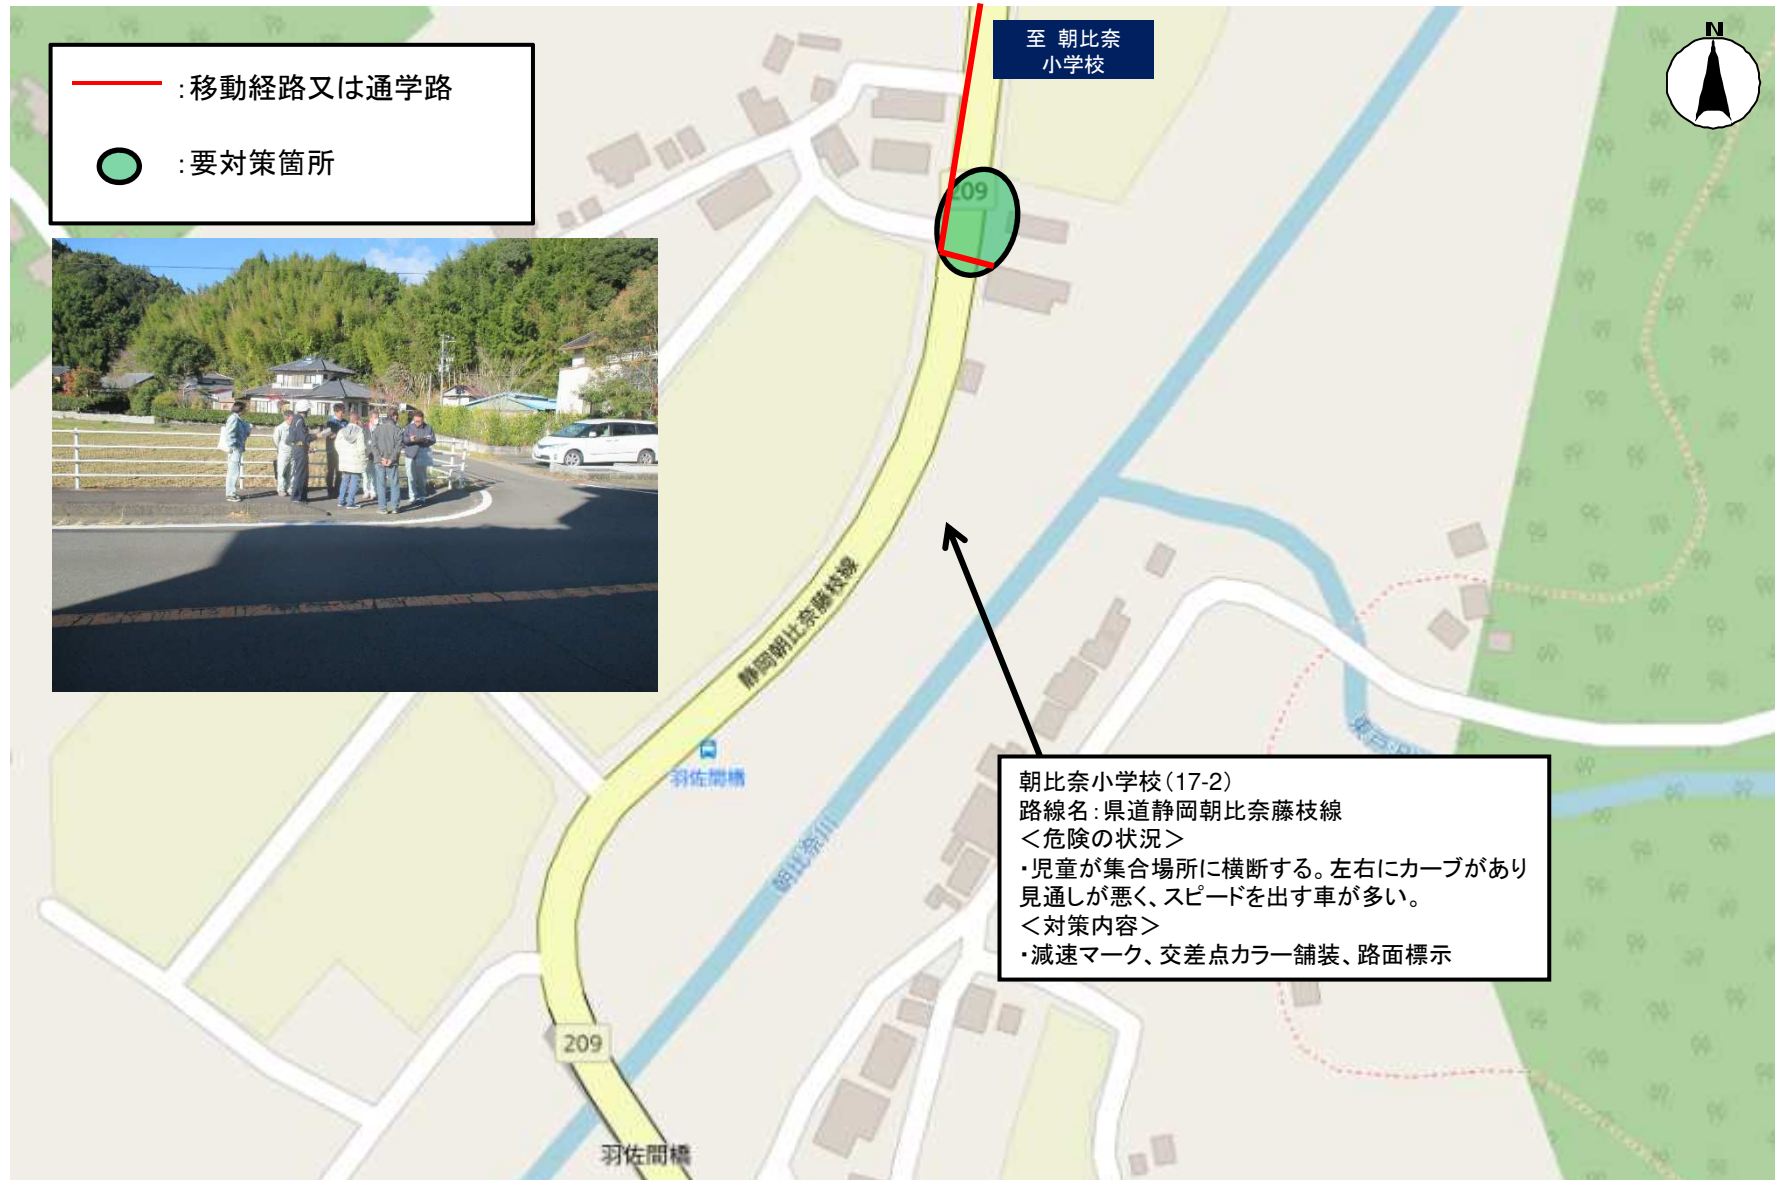 至 朝比奈
小学校
N
:移動経路又は通学路
:要対策箇所
209
静岡朝比奈藤枝線
羽佐間橋
朝比奈川
朝比奈小学校(17-2)
路線名:県道静岡朝比奈藤枝線
<危険の状況>
・児童が集合場所に横断する。左右にカーブがあり
見通しが悪く、スピードを出す車が多い。
<対策内容>
・減速マーク、交差点カラー舗装、路面標示
209
羽佐間橋